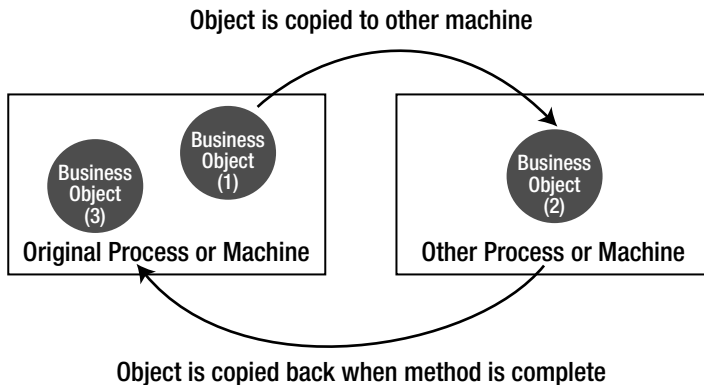 Object is copied to other machine
Business
Object
(1)
Business
Object
(3)
Original Process or Machine
Business
Object
(2)
Other Process or Machine
Object is copied back when method is complete